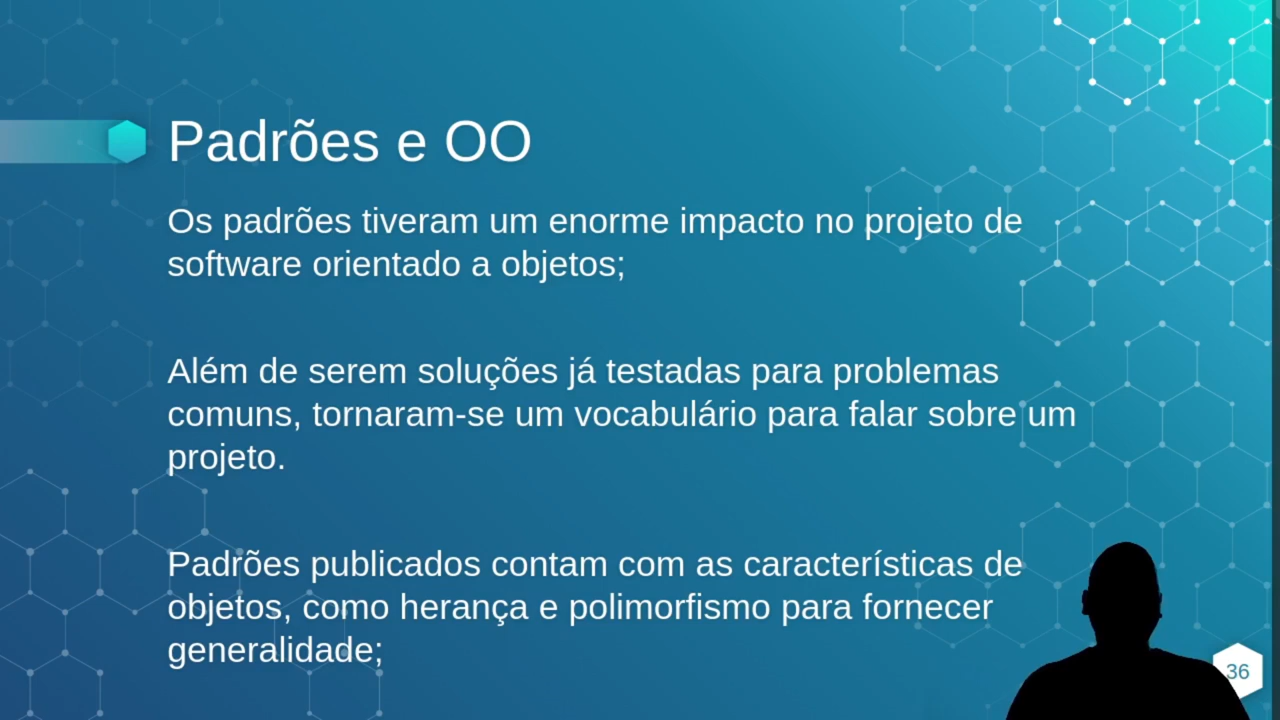 Padrões e OO
Os padrões tiveram um enorme impacto no projeto de
software orientado a objetos;
Além de serem soluções já testadas para problemas
comuns, tornaram-se um vocabulário para falar sobre um
projeto.
Padrões publicados contam com as características de
objetos, como herança e polimorfismo para fornecer
generalidade;
36